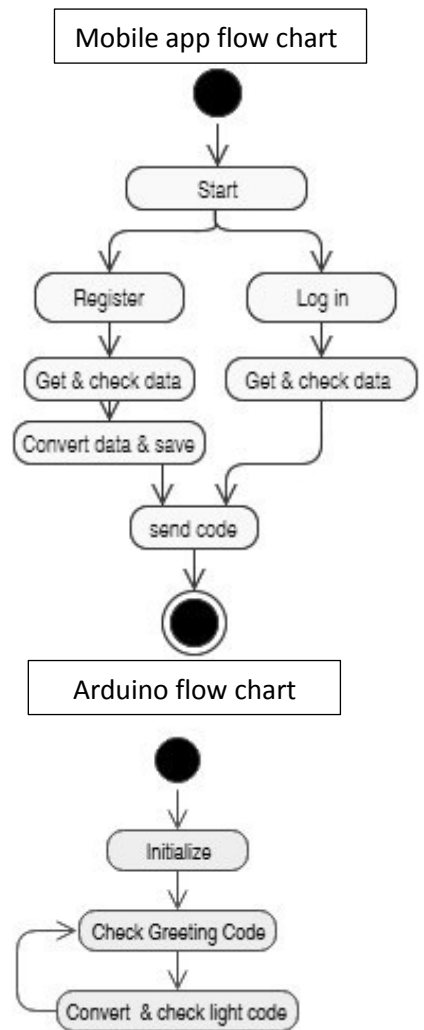 Mobile app flow chart
Start
Register
Log in
Get & check data
Get & check data
Convert data & save
send code
Arduino flow chart
Initialize
Check Greeting Code
Convert & check light code